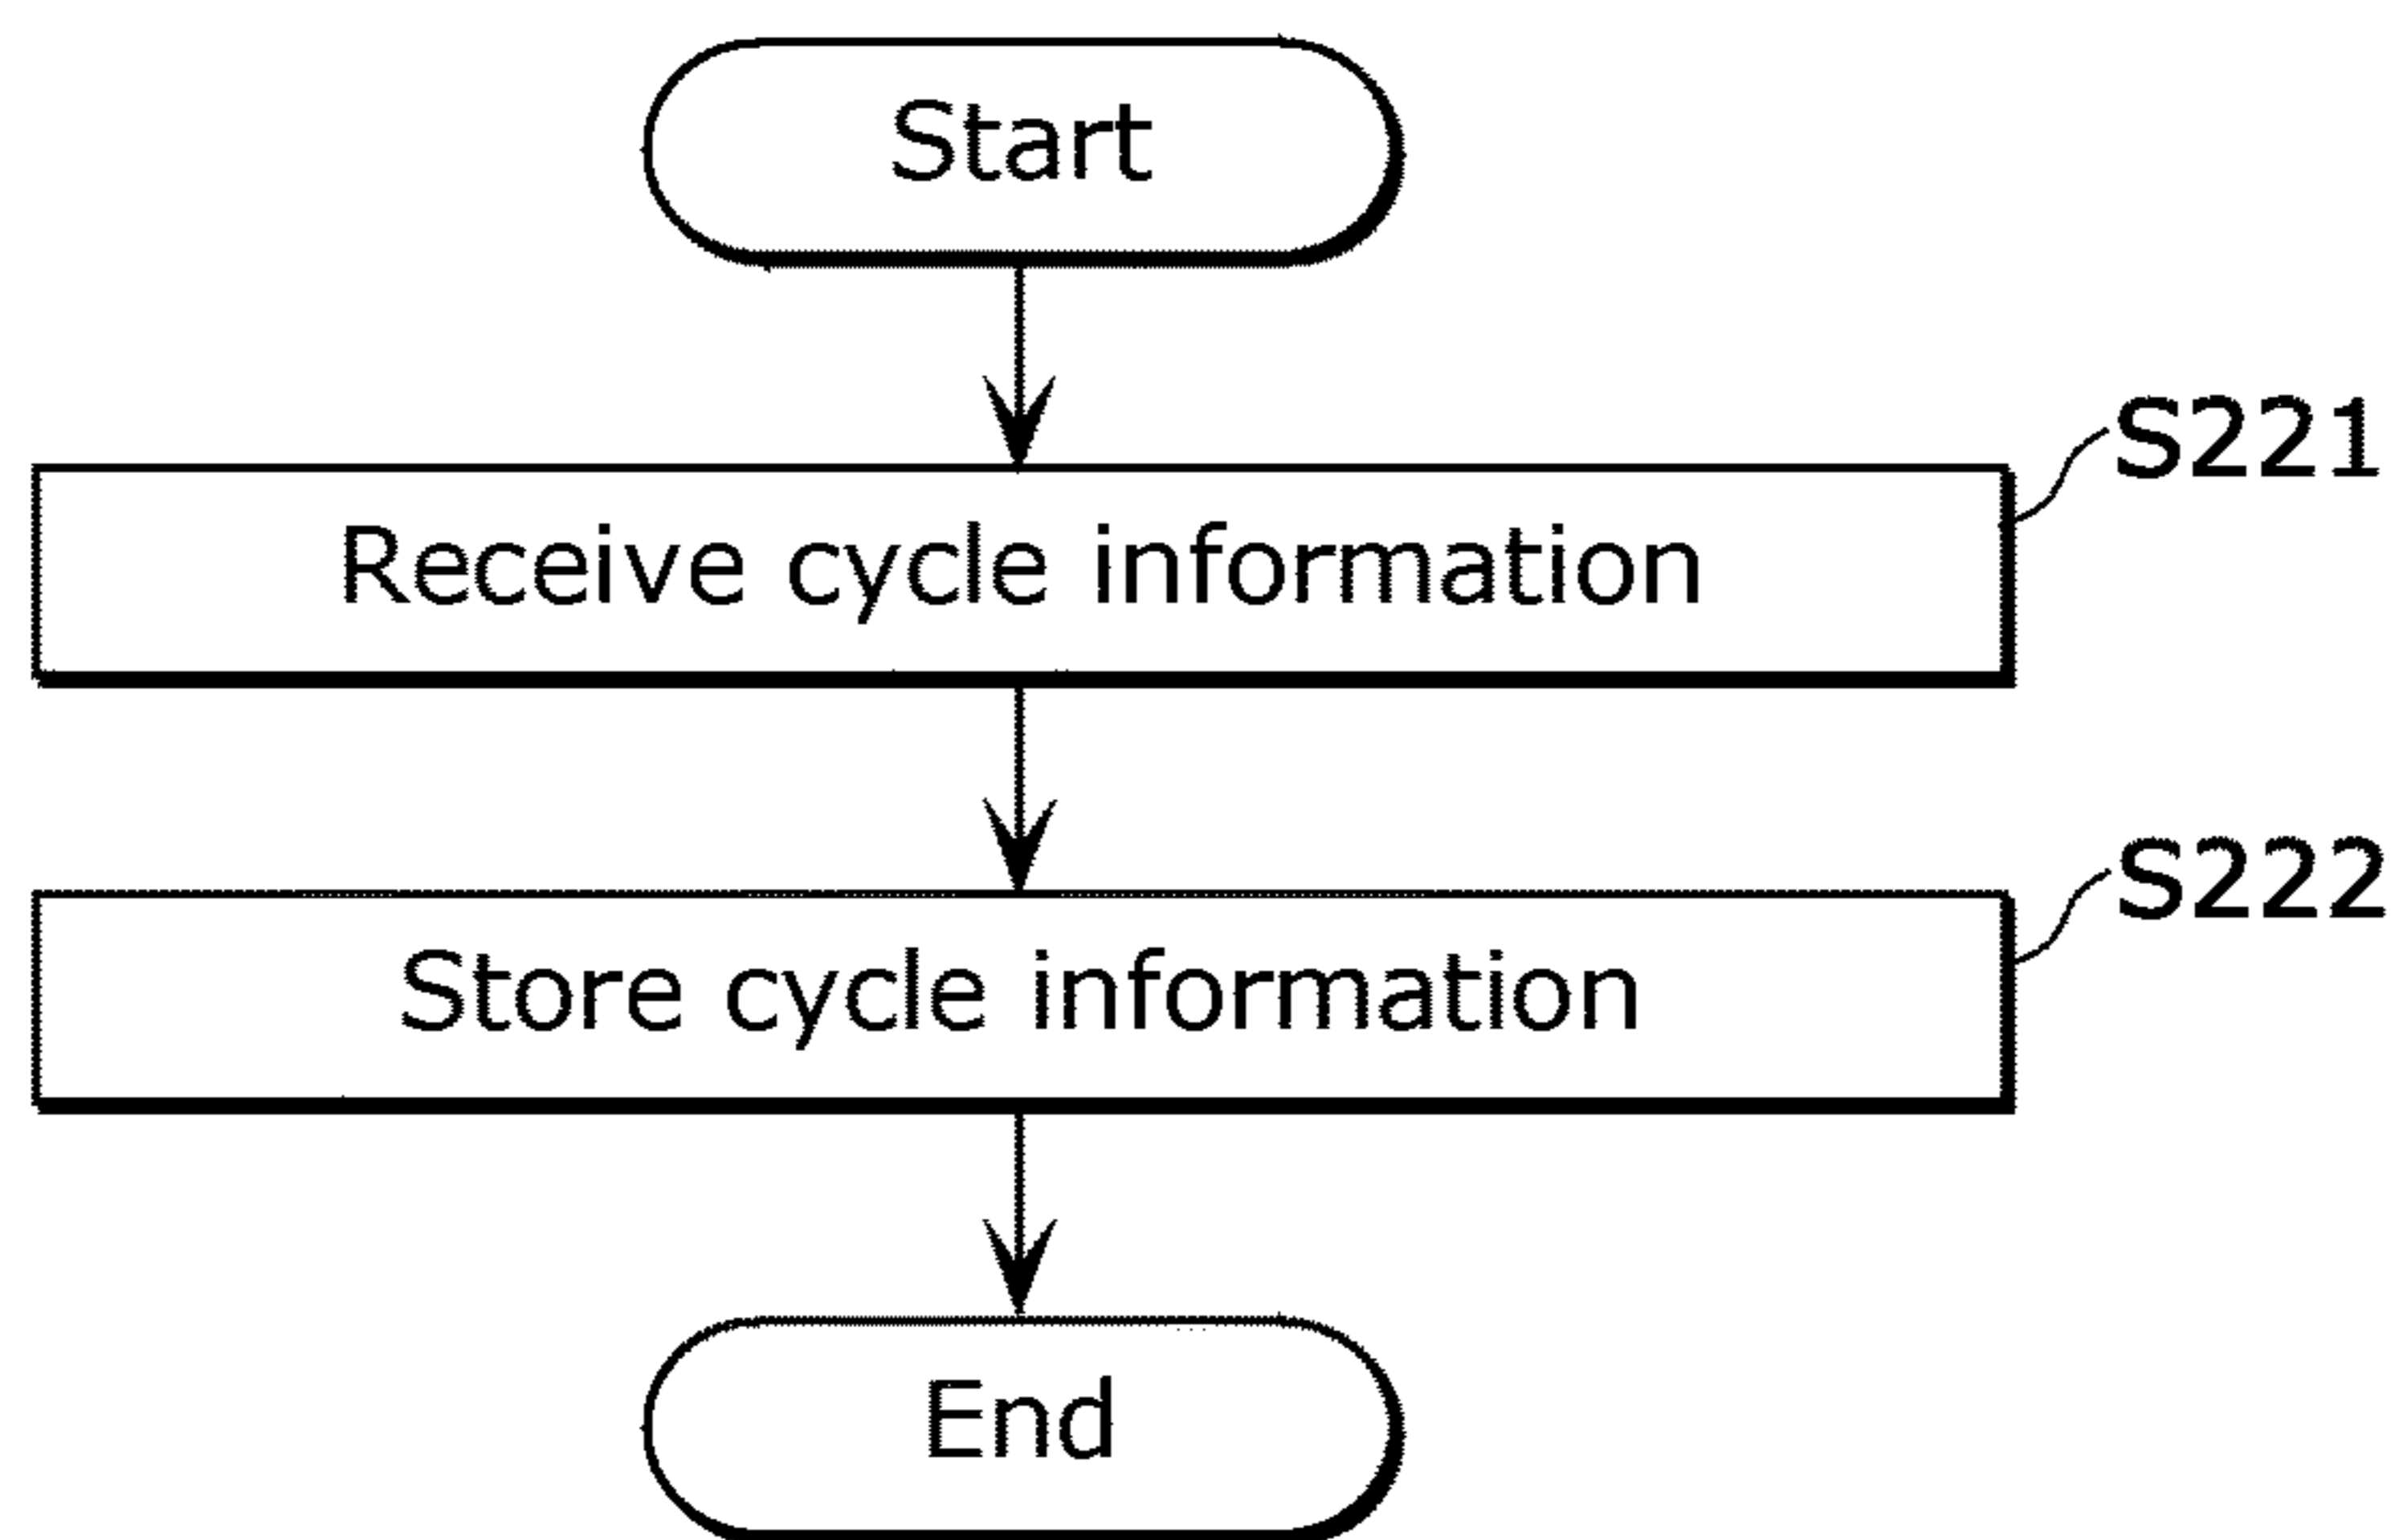 Start
S221
Receive cycle information
S222
Store cycle information
End